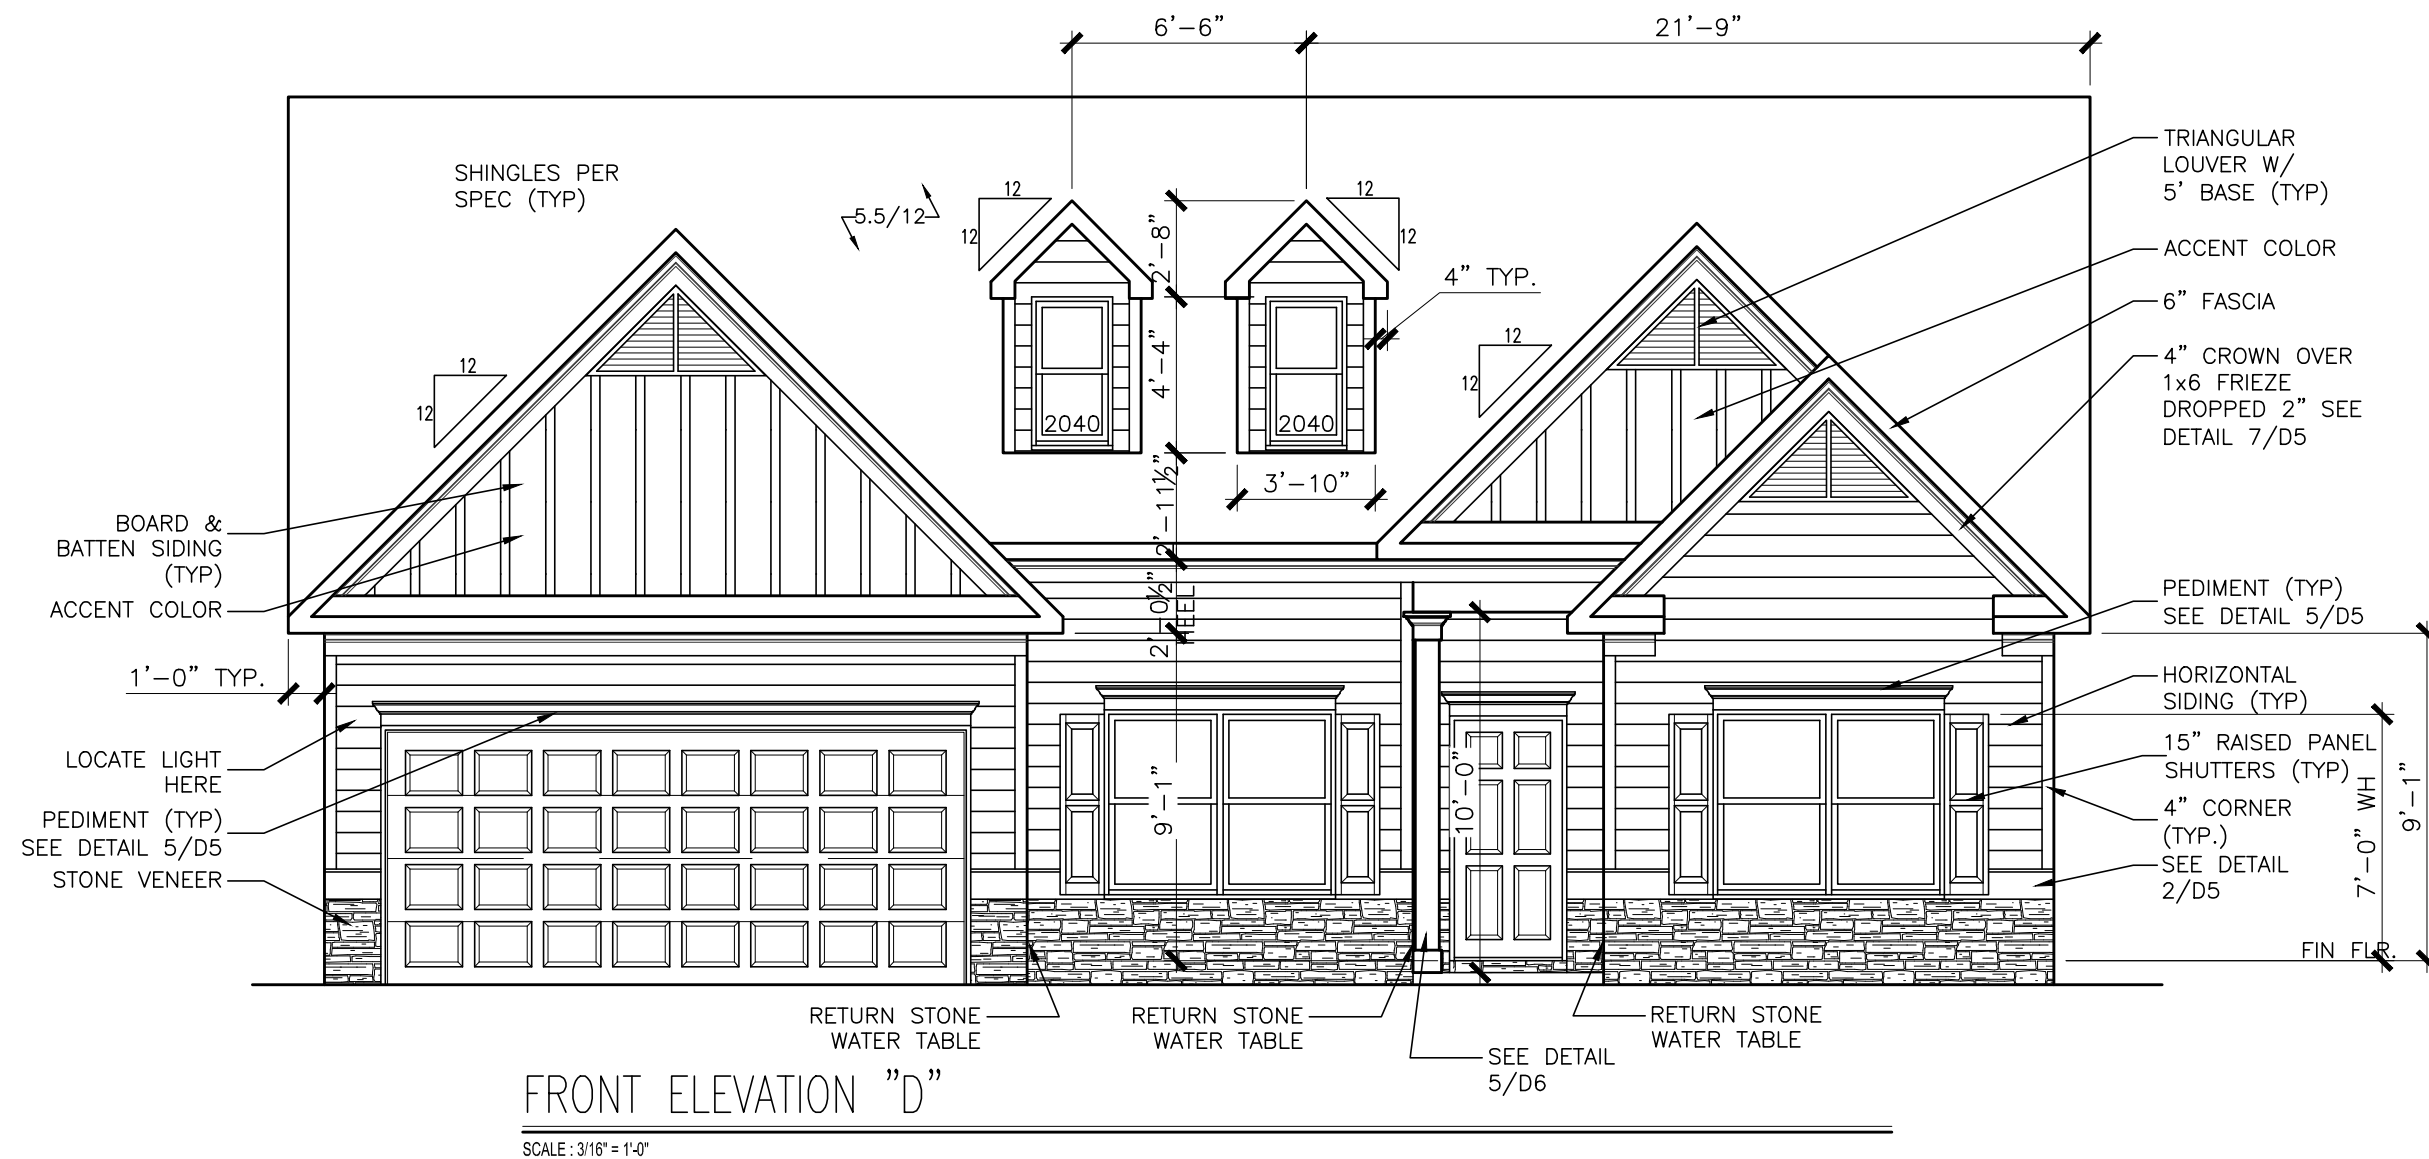 6'-6"
21'-9"
SHINGLES PER
SPEC (TYP)
5.5/12
12
12
12
12
2'-8"
4" TYP.
4'-4"
2040
2040
3'-10"
2'-11½"
2'-0½"
HEEL
12
12
12
12
TRIANGULAR
LOUVER W/
5' BASE (TYP)
ACCENT COLOR
6" FASCIA
4" CROWN OVER
1x6 FRIEZE
DROPPED 2" SEE
DETAIL 7/D5
BOARD &
BATTEN SIDING
(TYP)
ACCENT COLOR
1'-0" TYP.
LOCATE LIGHT
HERE
PEDIMENT (TYP)
SEE DETAIL 5/D5
STONE VENEER
PEDIMENT (TYP)
SEE DETAIL 5/D5
HORIZONTAL
SIDING (TYP)
15" RAISED PANEL
SHUTTERS (TYP)
4" CORNER
(TYP.)
SEE DETAIL
2/D5
9'-1"
10'-0"
7'-0" WH
9'-1"
FIN FLR.
RETURN STONE
WATER TABLE
RETURN STONE
WATER TABLE
RETURN STONE
WATER TABLE
SEE DETAIL
5/D6
FRONT ELEVATION "D"
SCALE : 3/16" = 1'-0"